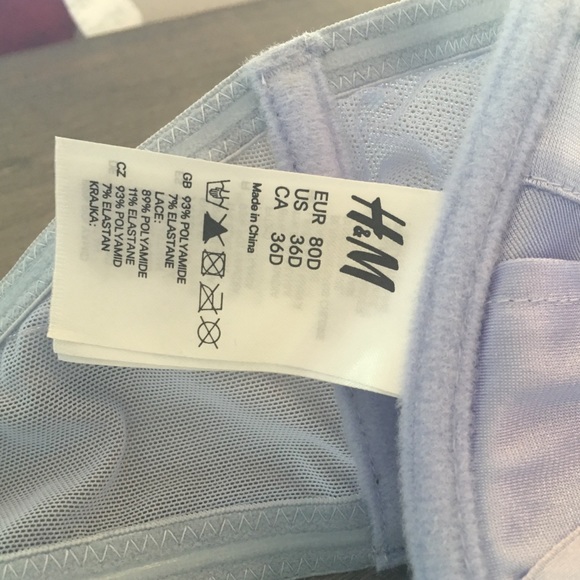 H&M
EUR 80D
US 36D
CA 36D
Made in China
GB 93% POLYAMIDE
7% ELASTANE
LACE:
89% POLYAMIDE
11% ELASTANE
CZ 93% POLYAMID
7% ELASTAN
KRAJKA: